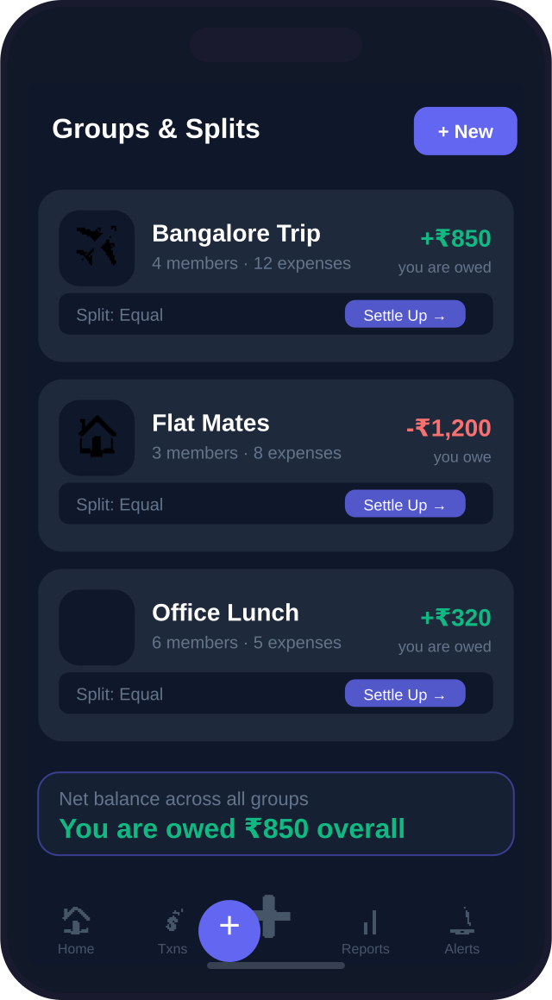 Groups & Splits
+ New
Bangalore Trip
4 members · 12 expenses
+₹850
you are owed
Split: Equal
Settle Up →
Flat Mates
3 members · 8 expenses
-₹1,200
you owe
Split: Equal
Settle Up →
Office Lunch
6 members · 5 expenses
+₹320
you are owed
Split: Equal
Settle Up →
Net balance across all groups
You are owed ₹850 overall
+
Home
Txns
Reports
Alerts